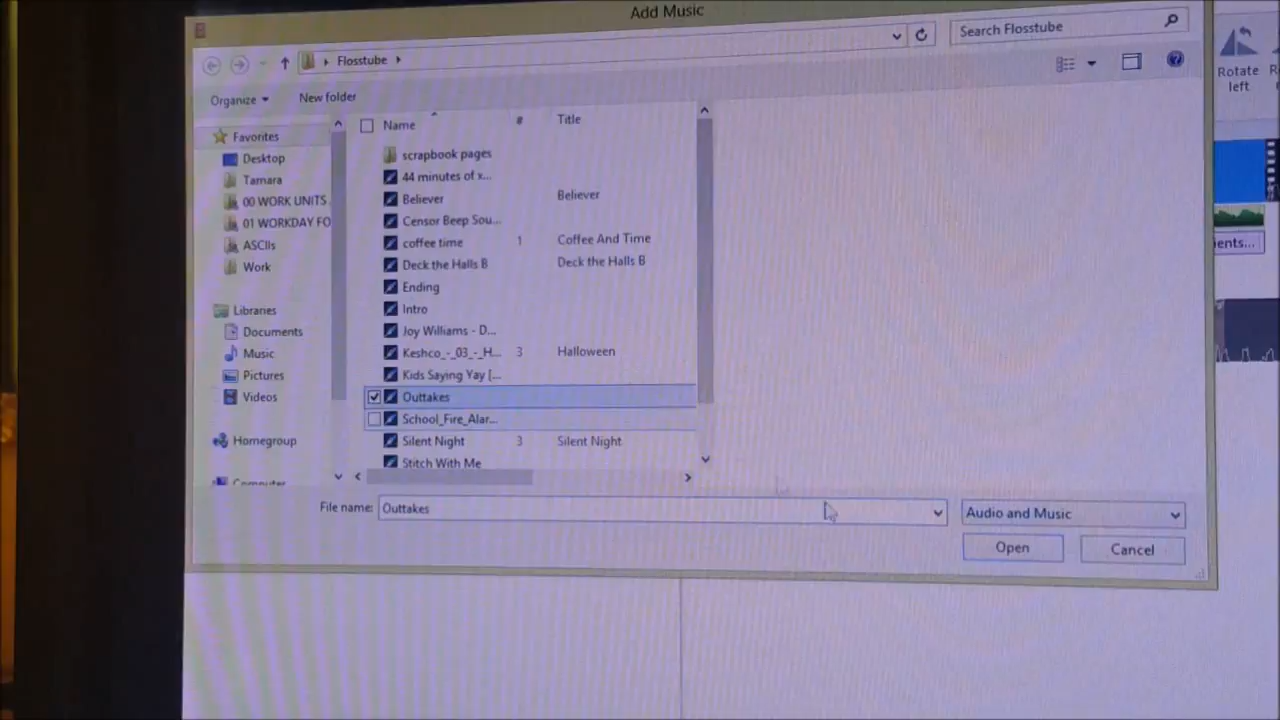 Add Music
Flosstube
Search Flosstube
Organize
New folder
Rotate
left
Name
#
Title
Favorites
Desktop
Tamara
00 WORK UNITS
01 WORKDAY FO
ASCIIs
Work
Libraries
Documents
Music
Pictures
Videos
Homegroup
Computer
scrapbook pages
44 minutes of x...
Believer
Believer
Censor Beep Sou...
coffee time
1
Coffee And Time
Deck the Halls B
Deck the Halls B
Ending
Intro
Joy Williams - D...
Keshco_-_03_-_H...
3
Halloween
Kids Saying Yay [...
Outtakes
School_Fire_Alar...
Silent Night
3
Silent Night
Stitch With Me
ents...
File name:
Outtakes
Audio and Music
Open
Cancel